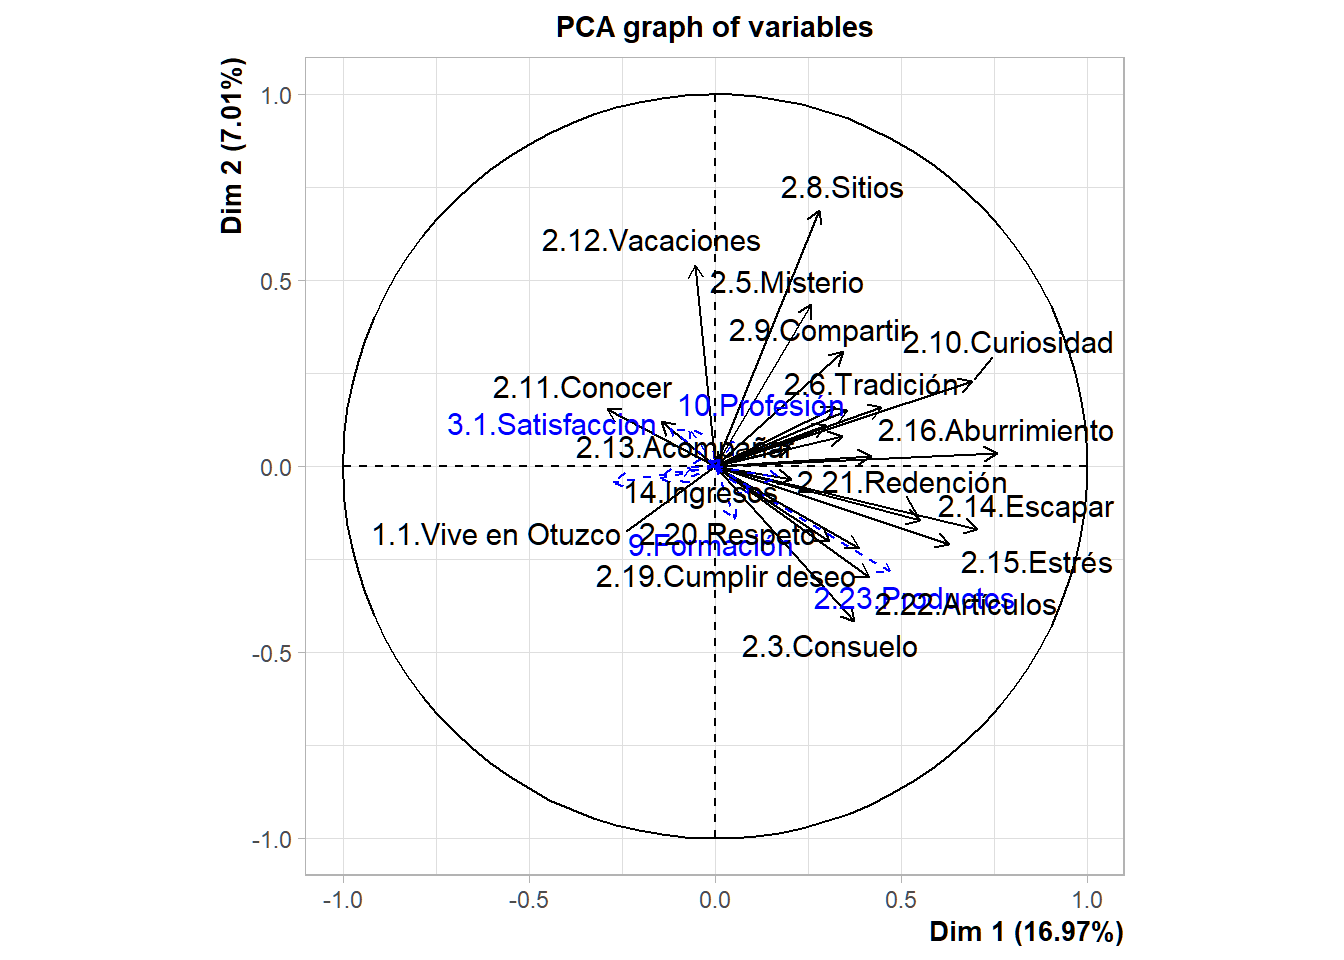 PCA graph of variables
Dim 2 (7.01%)
1.0
0.5
0.0
-0.5
-1.0
2.8.Sitios
2.12.Vacaciones
2.5.Misterio
2.9.Compartir
2.10.Curiosidad
2.11.Conocer
2.6.Tradición
10.Profesión
3.1.Satisfaccion
2.16.Aburrimiento
2.13.Acompañar
2.21.Redención
14.Ingresos
2.14.Escapar
1.1.Vive en Otuzco
2.20.Respeto
9.Formación
2.15.Estrés
2.19.Cumplir deseo
2.23.Productos
2.22.Artículos
2.3.Consuelo
-1.0
-0.5
0.0
0.5
1.0
Dim 1 (16.97%)